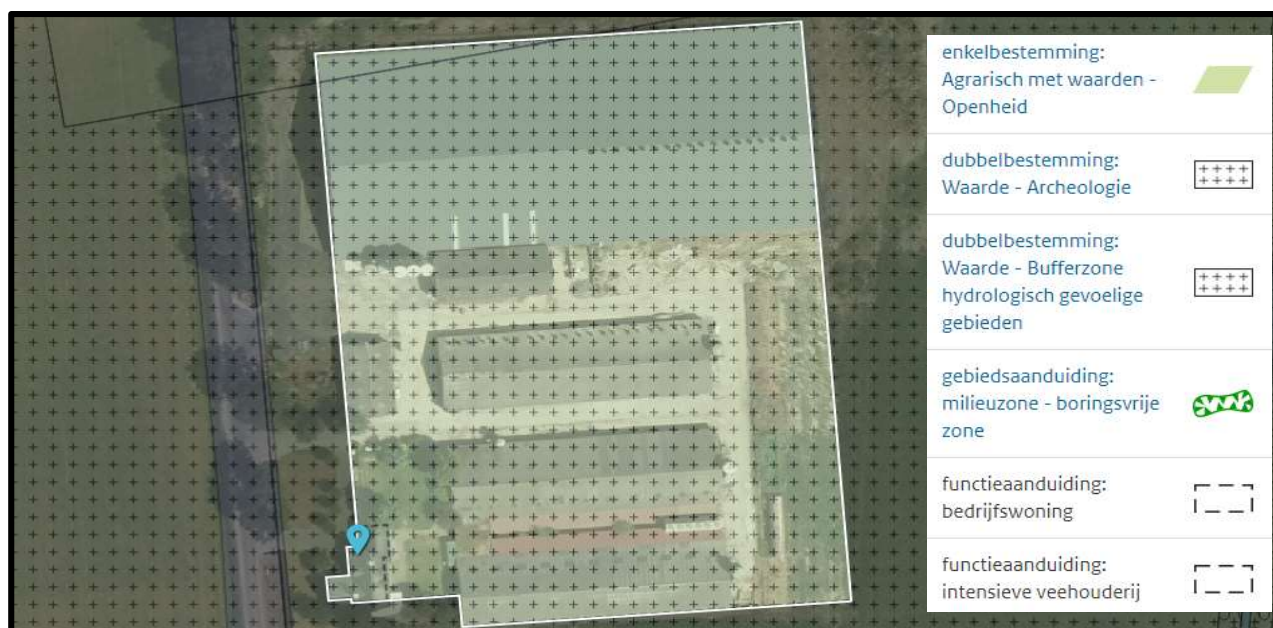 enkelbestemming:
Agrarisch met waarden -
Openheid
dubbelbestemming:
Waarde - Archeologie
dubbelbestemming:
Waarde - Bufferzone
hydrologisch gevoelige
gebieden
gebiedsaanduiding:
milieuzone - boringsvrije
zone
functieaanduiding:
bedrijfswoning
functieaanduiding:
intensieve veehouderij